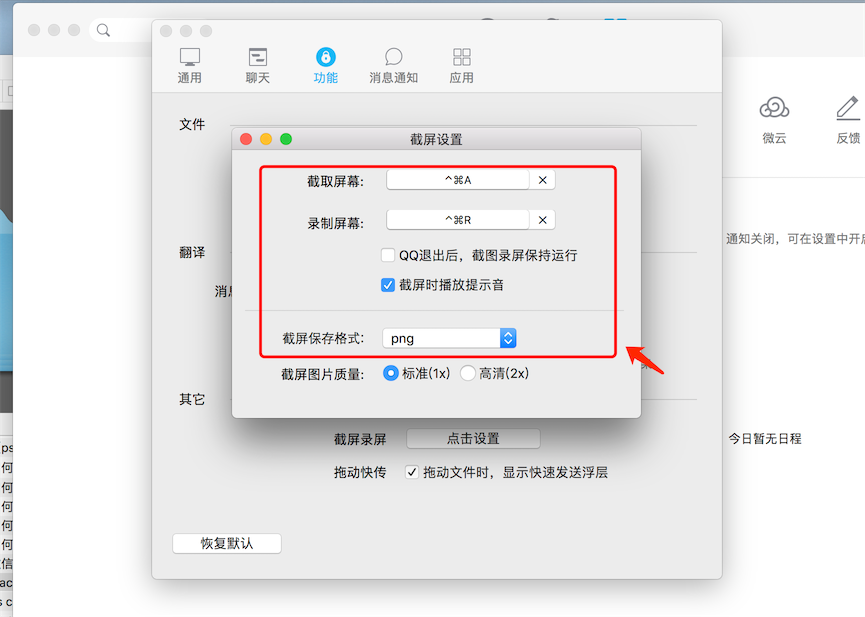 通用
聊天
功能
消息通知
应用
微云
反馈
文件
截屏设置
截取屏幕: ^⌘A ×
录制屏幕: ^⌘R ×
QQ退出后，截图录屏保持运行
截屏时播放提示音
通知关闭，可在设置中开启
翻译
消息
截屏保存格式: png
截屏图片质量: 标准(1x) 高清(2x)
其它
截屏录屏 点击设置
今日暂无日程
拖动快传 拖动文件时，显示快速发送浮层
恢复默认
ps
何
何
何
何
何
信
ac
s c